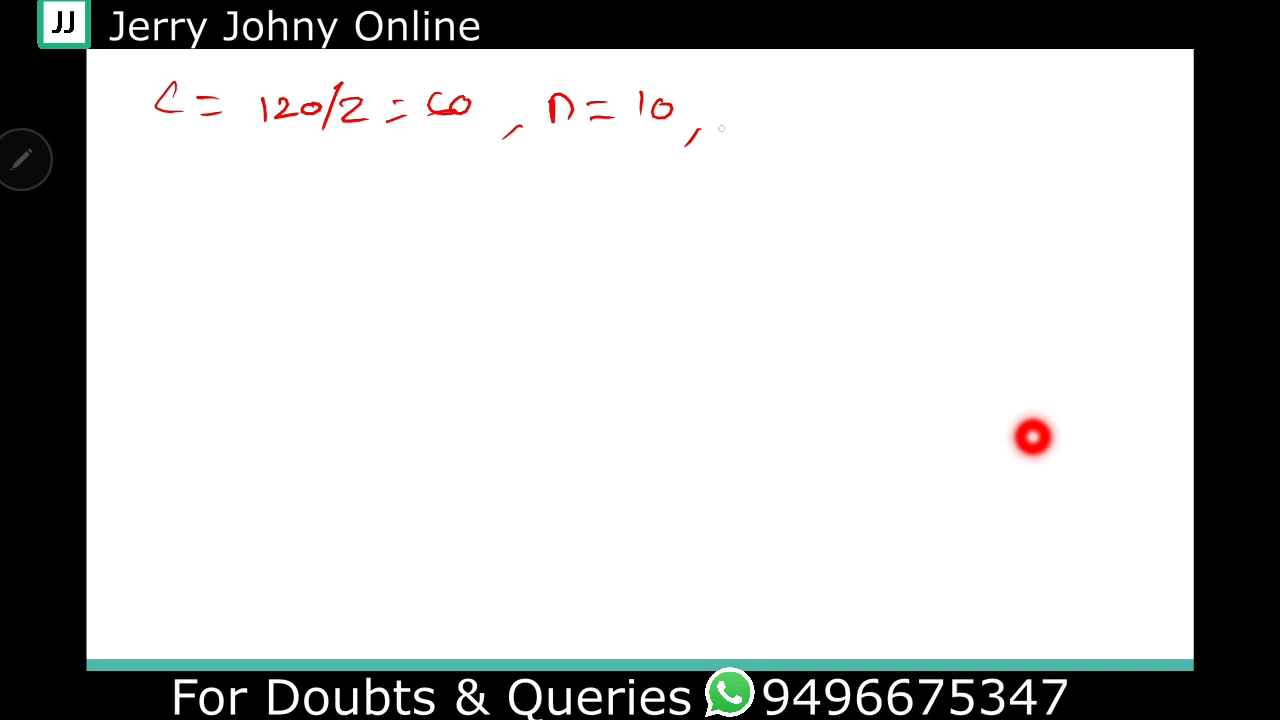 JJ Jerry Johny Online
C = 120/2 = 60 , n = 10 ,
For Doubts & Queries 9496675347